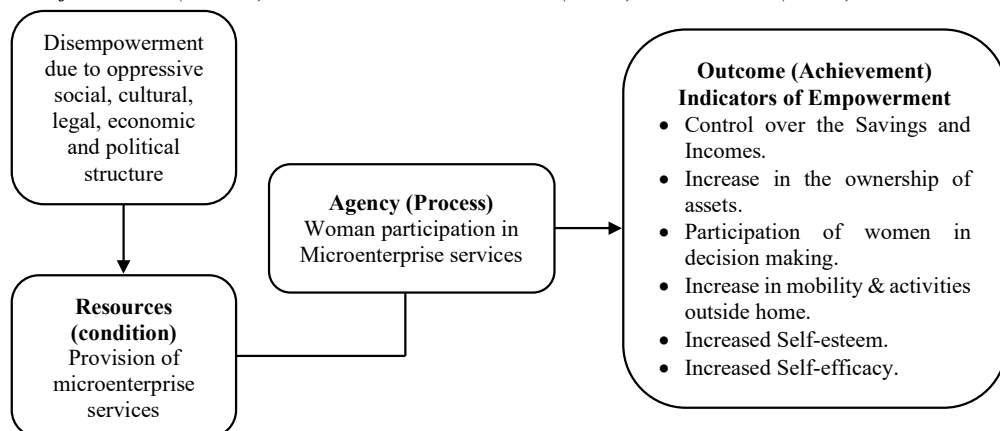 Disempowerment
due to oppressive
social, cultural,
legal, economic
and political
structure
Resources
(condition)
Provision of
microenterprise
services
Agency (Process)
Woman participation in
Microenterprise services
Outcome (Achievement)
Indicators of Empowerment
• Control over the Savings and
Incomes.
• Increase in the ownership of
assets.
• Participation of women in
decision making.
• Increase in mobility & activities
outside home.
• Increased Self-esteem.
• Increased Self-efficacy.